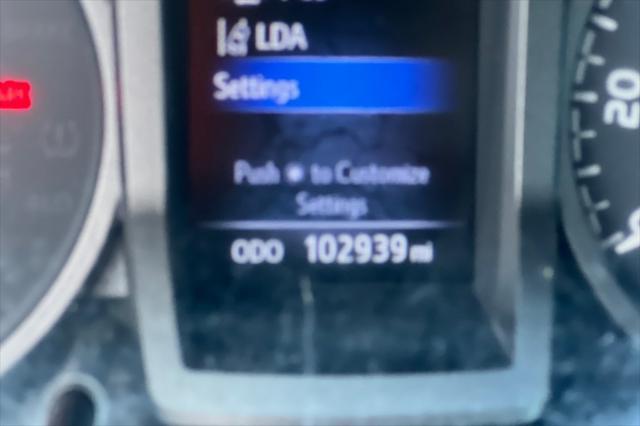 LDA
Settings
Push to Customize
Settings
ODO 102939 mi
20